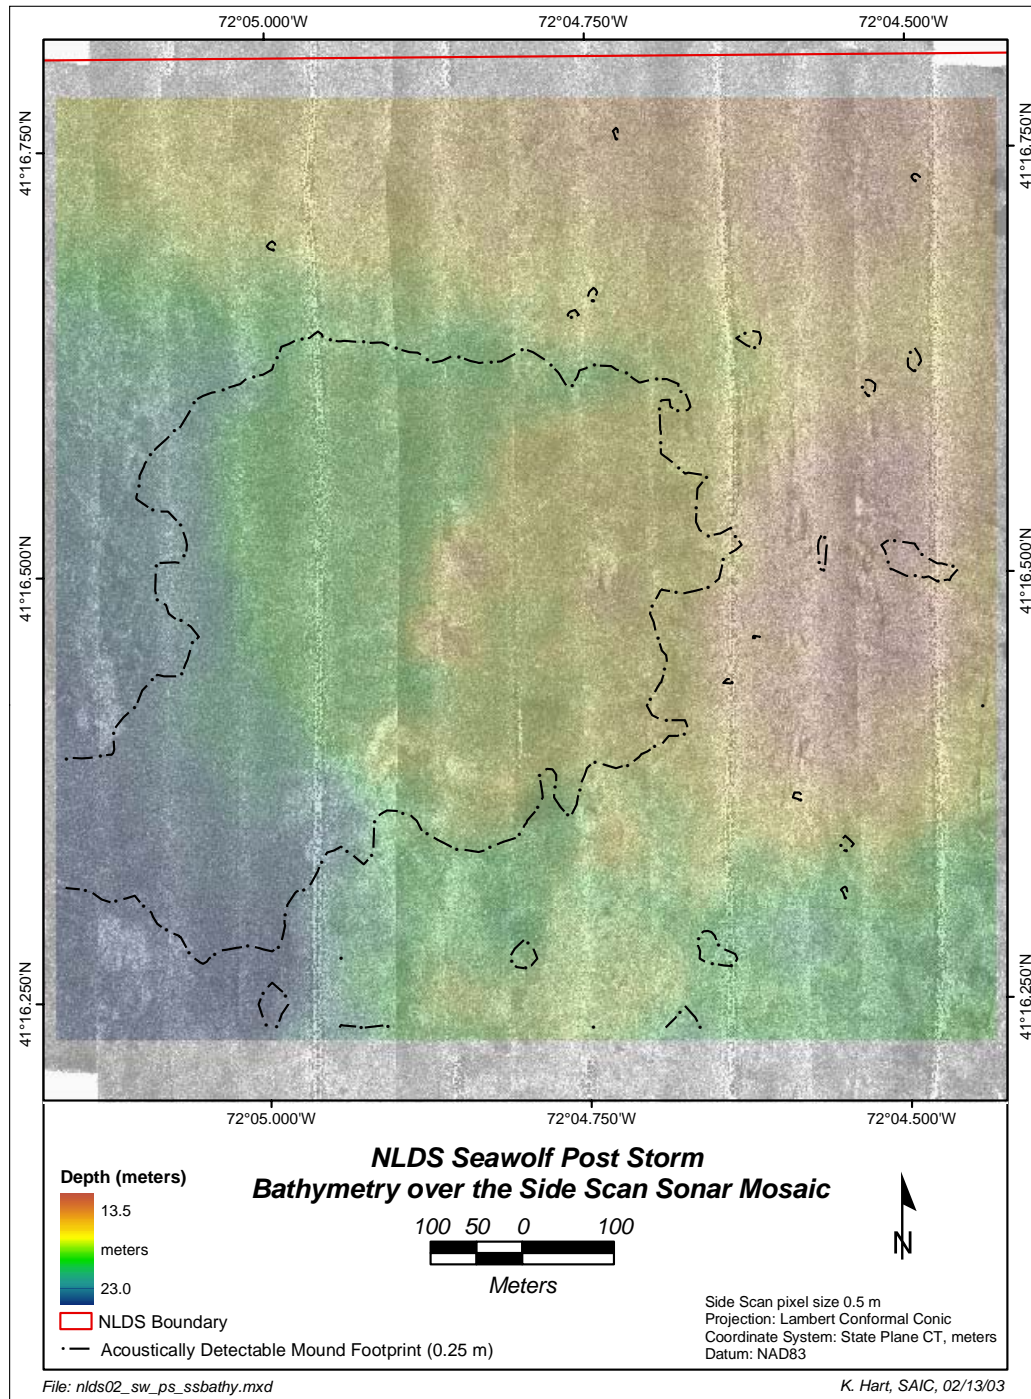 72°05.000'W 72°04.750'W 72°04.500'W
41°16.750'N 41°16.750'N
41°16.500'N 41°16.500'N
41°16.250'N 41°16.250'N
72°05.000'W 72°04.750'W 72°04.500'W
NLDS Seawolf Post Storm
Bathymetry over the Side Scan Sonar Mosaic
Depth (meters)
13.5
meters
23.0
100 50 0 100
Meters
N
NLDS Boundary
Acoustically Detectable Mound Footprint (0.25 m)
Side Scan pixel size 0.5 m
Projection: Lambert Conformal Conic
Coordinate System: State Plane CT, meters
Datum: NAD83
File: nlds02_sw_ps_ssbathy.mxd
K. Hart, SAIC, 02/13/03